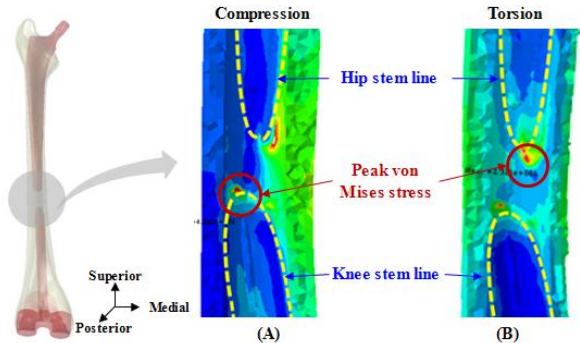 Compression
Torsion
Hip stem line
Peak von
Mises stress
Knee stem line
Superior
Medial
Posterior
(A)
(B)